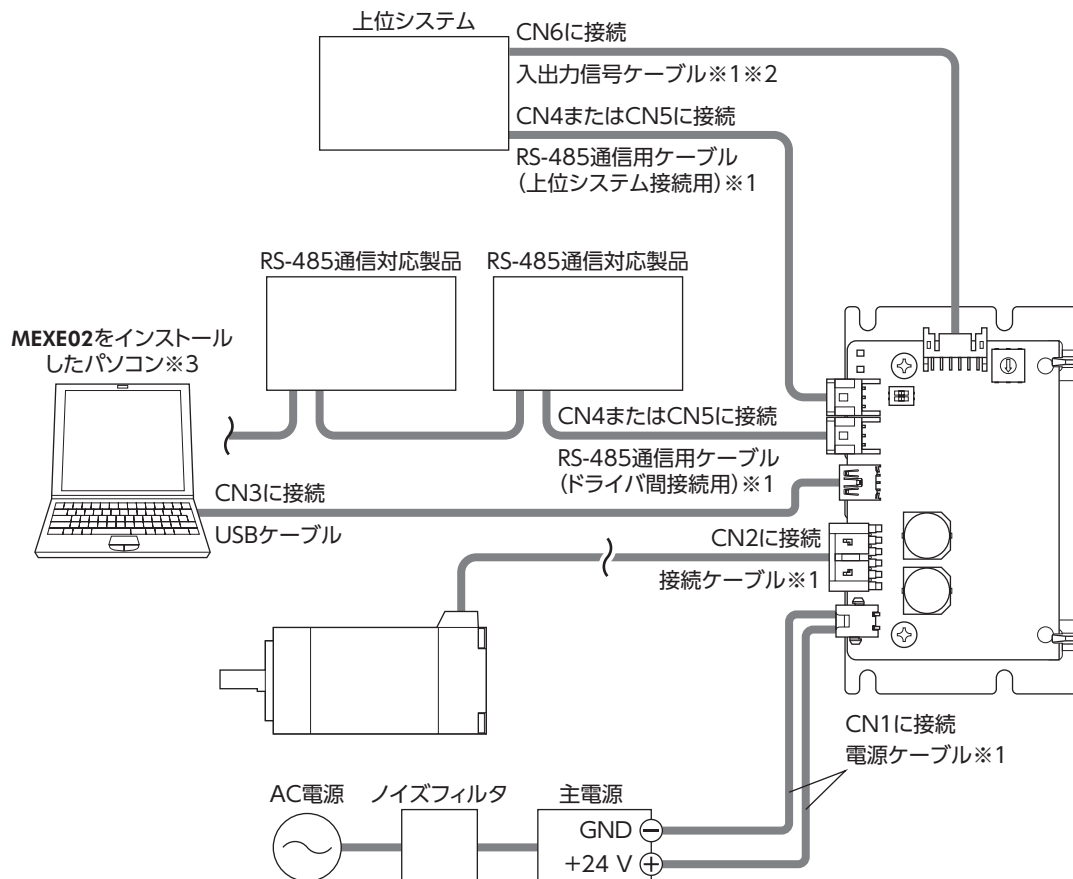 上位システム
CN6に接続
入出力信号ケーブル※1※2
CN4またはCN5に接続
RS-485通信用ケーブル
(上位システム接続用)※1
RS-485通信対応製品
RS-485通信対応製品
MEXE02をインストール
したパソコン※3
CN4またはCN5に接続
RS-485通信用ケーブル
(ドライバ間接続用)※1
CN3に接続
USBケーブル
CN2に接続
接続ケーブル※1
CN1に接続
電源ケーブル※1
AC電源
ノイズフィルタ
主電源
GND
+24 V